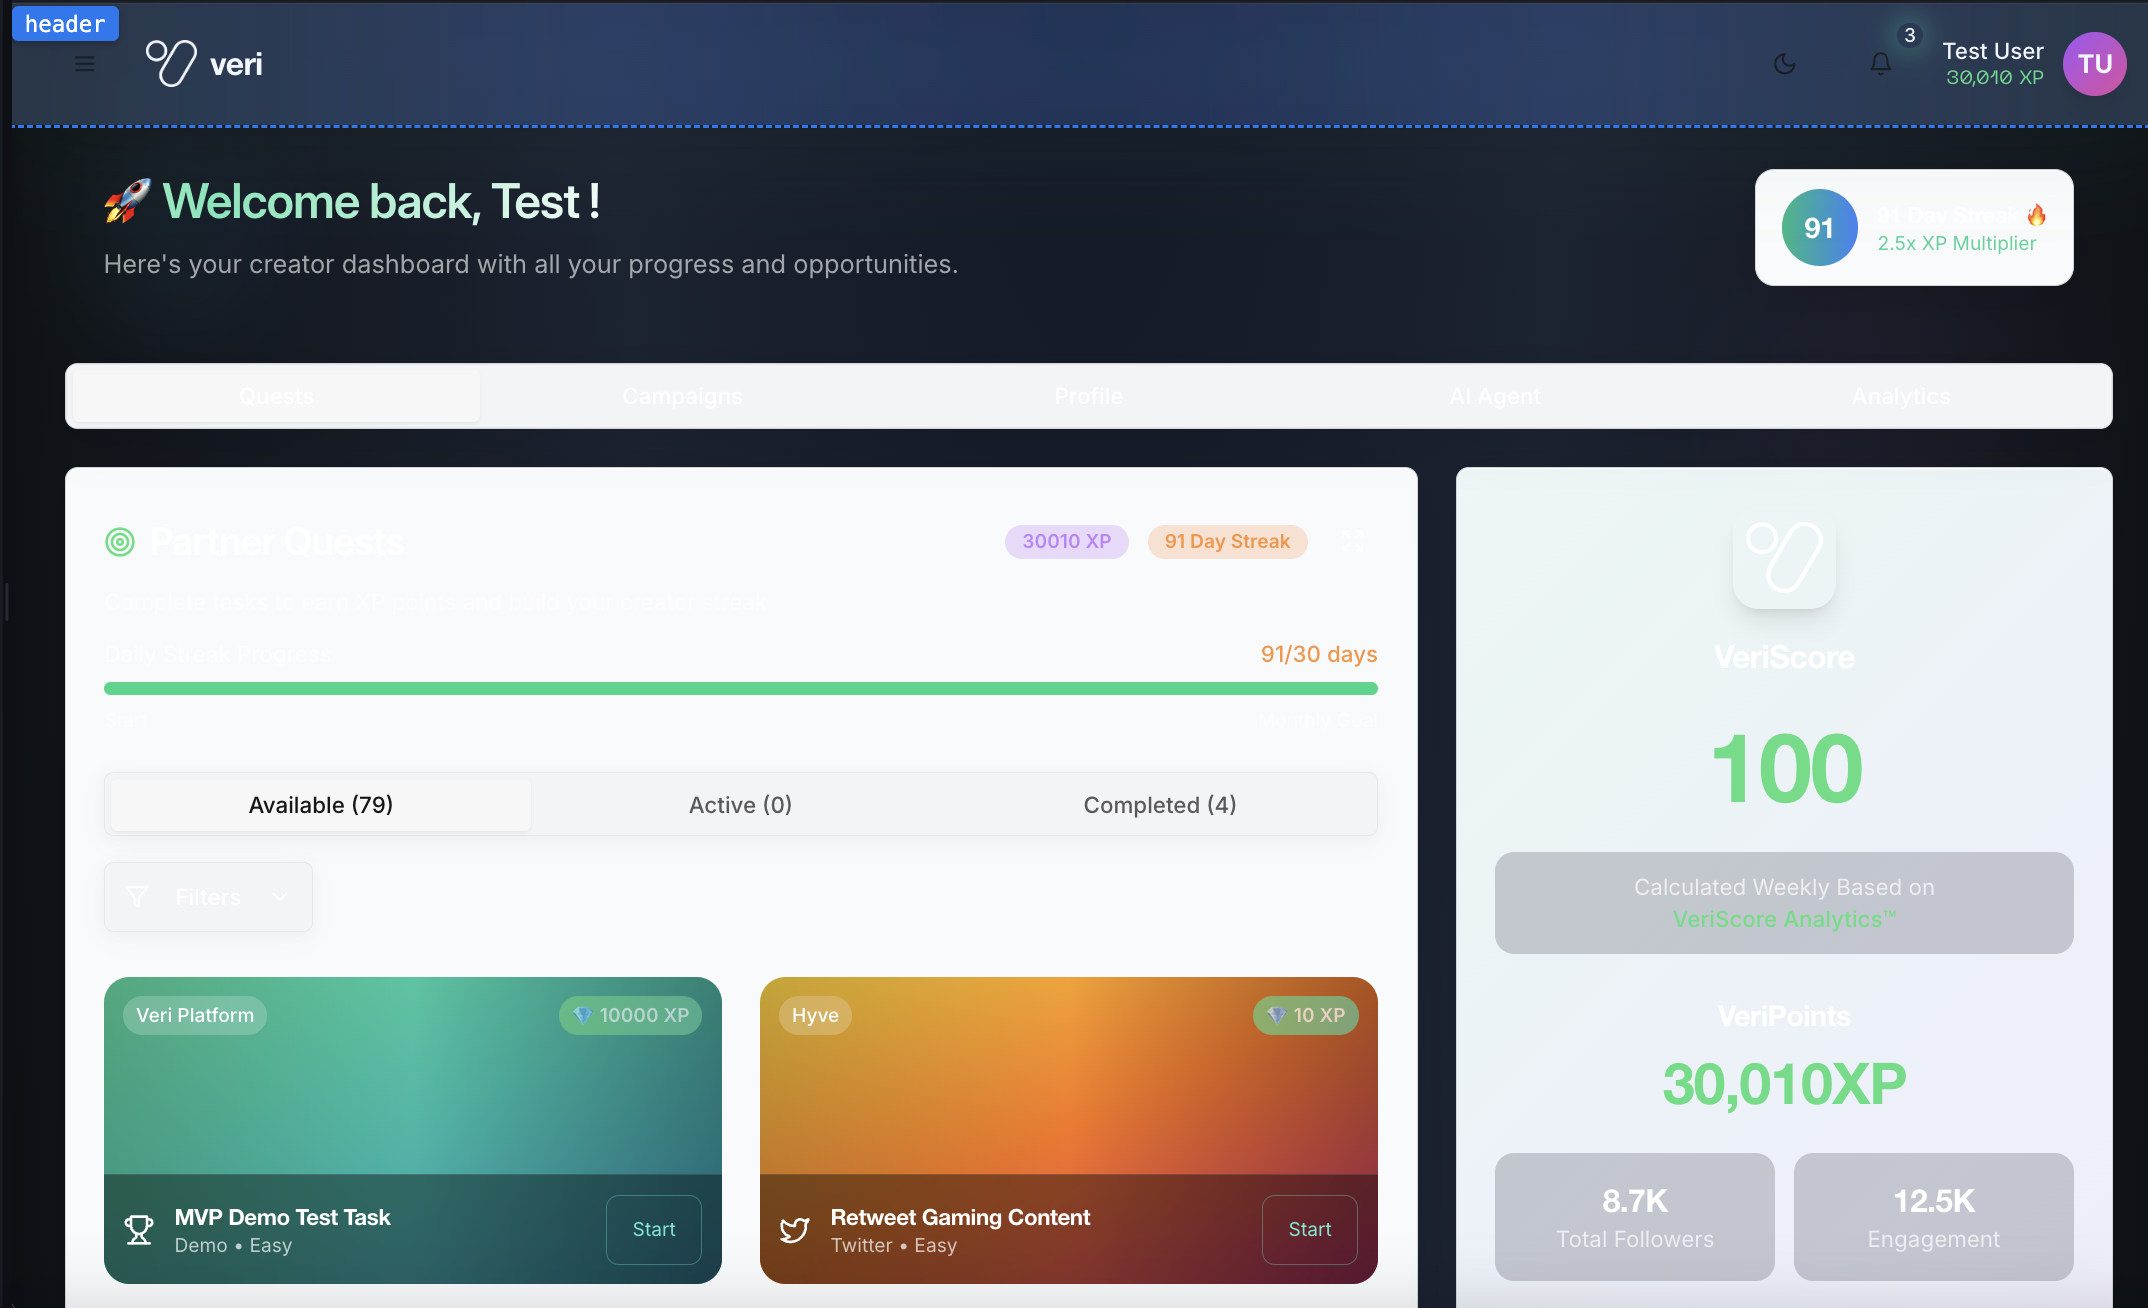 header
veri
3
Test User
30,010 XP
TU
🚀 Welcome back, Test !
Here's your creator dashboard with all your progress and opportunities.
91
91 Day Streak 🔥
2.5x XP Multiplier
Quests
Campaigns
Profile
AI Agent
Analytics
Partner Quests
30010 XP
91 Day Streak
Complete tasks to earn XP points and build your creator streak
Daily Streak Progress
91/30 days
Start
Available (79)
Active (0)
Completed (4)
Filters
Veri Platform
💎 10000 XP
MVP Demo Test Task
Demo • Easy
Start
Hyve
💎 10 XP
Retweet Gaming Content
Twitter • Easy
Start
VeriScore
100
Calculated Weekly Based on
VeriScore Analytics™
VeriPoints
30,010XP
8.7K
Total Followers
12.5K
Engagement